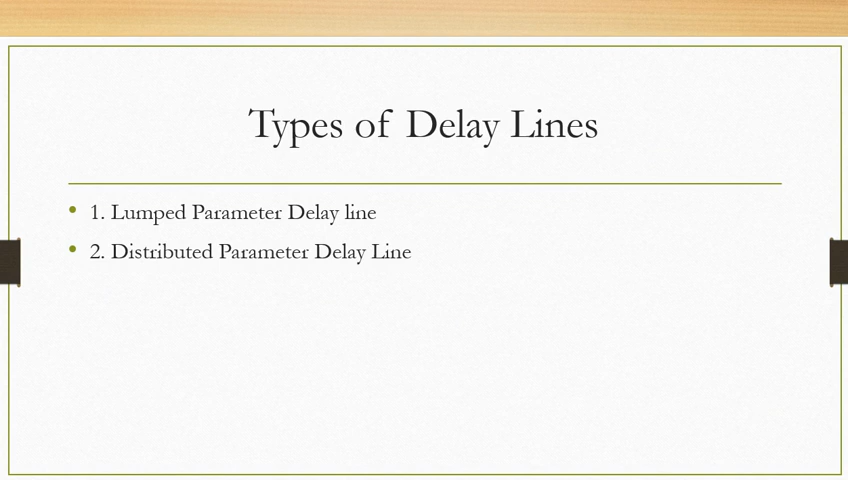 Types of Delay Lines
• 1. Lumped Parameter Delay line
• 2. Distributed Parameter Delay Line